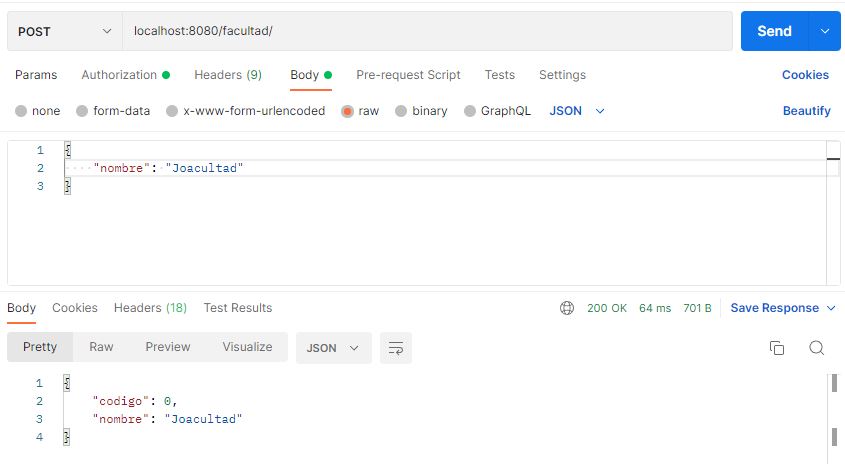 POST localhost:8080/facultad/ Send
Params Authorization Headers (9) Body Pre-request Script Tests Settings Cookies
none form-data x-www-form-urlencoded raw binary GraphQL JSON Beautify
1 {
2 "nombre": "Joacultad"
3 }
Body Cookies Headers (18) Test Results 200 OK 64 ms 701 B Save Response
Pretty Raw Preview Visualize JSON
1 {
2 "codigo": 0,
3 "nombre": "Joacultad"
4 }